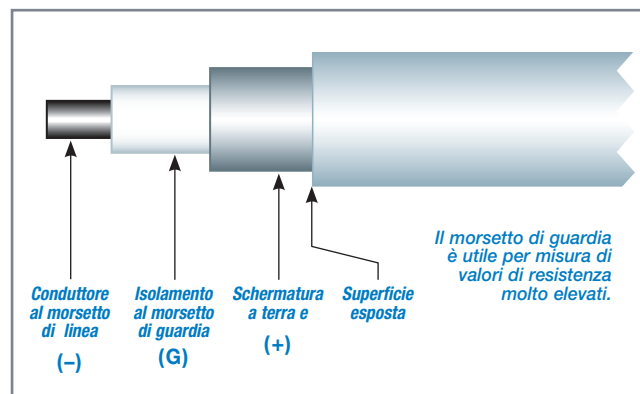 Il morsetto di guardia
è utile per misura di
valori di resistenza
molto elevati.
Conduttore
al morsetto
di linea
(–)
Isolamento
al morsetto
di guardia
(G)
Schermatura
a terra e
(+)
Superficie
esposta